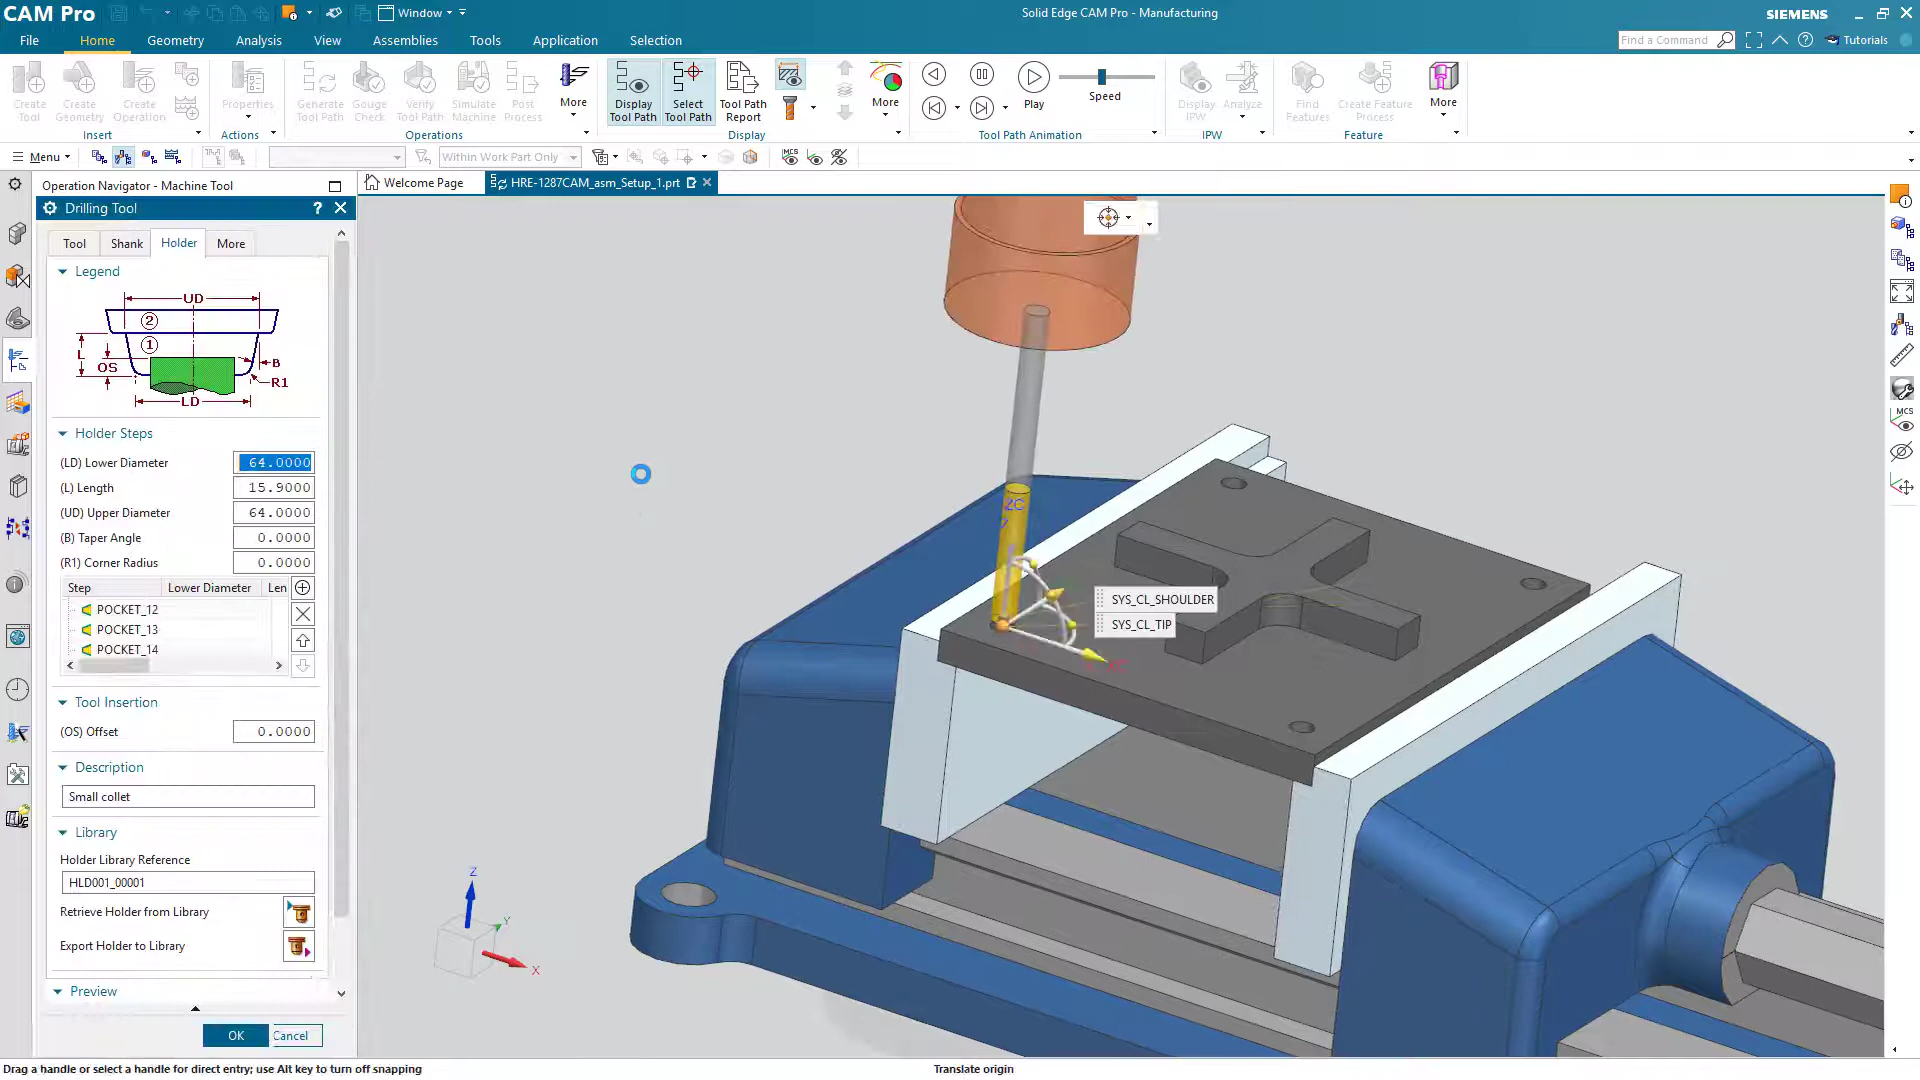 CAM Pro
Window
Solid Edge CAM Pro - Manufacturing
SIEMENS
File
Home
Geometry
Analysis
View
Assemblies
Tools
Application
Selection
Find a Command
Tutorials
Create Tool
Create Geometry
Create Operation
Properties
Generate Tool Path
Gouge Check
Verify Tool Path
Simulate Machine
Post Process
More
Display Tool Path
Select Tool Path
Tool Path Report
More
Play
Speed
Display IPW
Analyze
Find Features
Create Feature Process
More
Insert
Actions
Operations
Display
Tool Path Animation
IPW
Feature
Menu
Within Work Part Only
MCS
Operation Navigator - Machine Tool
Welcome Page
HRE-1287CAM_asm_Setup_1.prt
Drilling Tool
?
Tool
Shank
Holder
More
Legend
UD
2
1
L
OS
B
R1
LD
Holder Steps
(LD) Lower Diameter
64.0000
(L) Length
15.9000
(UD) Upper Diameter
64.0000
(B) Taper Angle
0.0000
(R1) Corner Radius
0.0000
Step
Lower Diameter
Len
POCKET_12
POCKET_13
POCKET_14
Tool Insertion
(OS) Offset
0.0000
Description
Small collet
Library
Holder Library Reference
HLD001_00001
Retrieve Holder from Library
Export Holder to Library
Preview
OK
Cancel
ZC
SYS_CL_SHOULDER
SYS_CL_TIP
XC
Z
Y
X
MCS
Drag a handle or select a handle for direct entry; use Alt key to turn off snapping
Translate origin